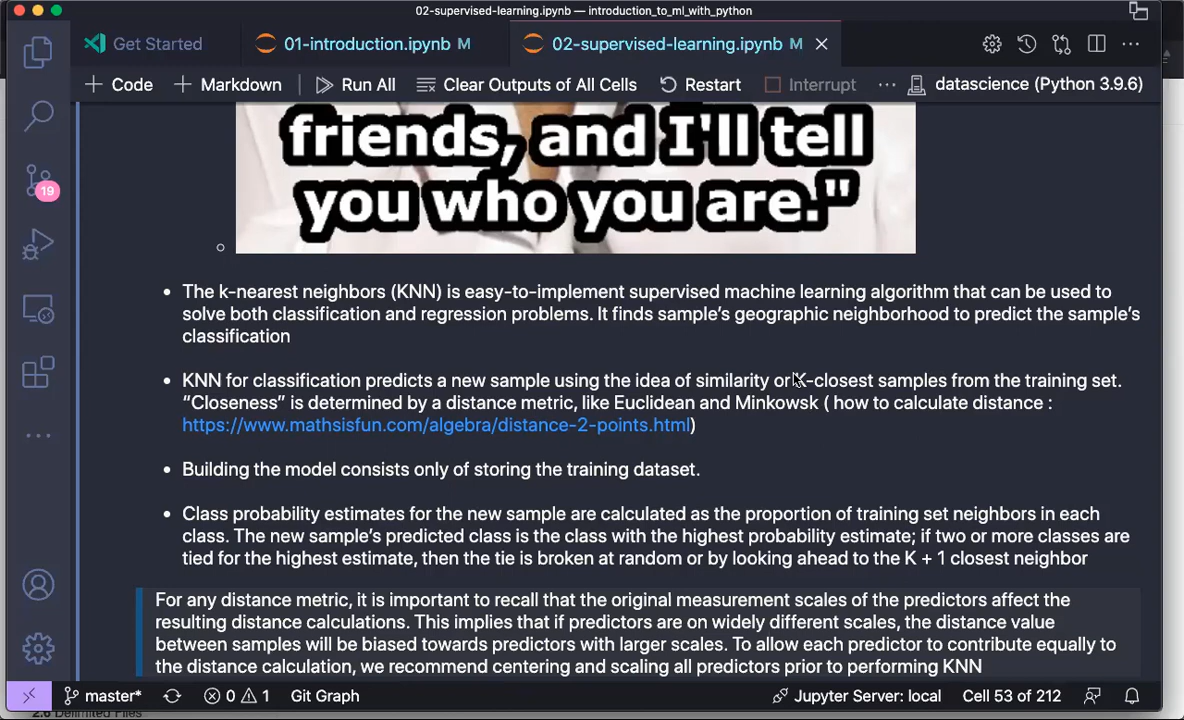 02-supervised-learning.ipynb — introduction_to_ml_with_python
Get Started
01-introduction.ipynb M
02-supervised-learning.ipynb M
Code
Markdown
Run All
Clear Outputs of All Cells
Restart
Interrupt
datascience (Python 3.9.6)
19
friends, and I'll tell
you who you are."
The k-nearest neighbors (KNN) is easy-to-implement supervised machine learning algorithm that can be used to
solve both classification and regression problems. It finds sample's geographic neighborhood to predict the sample's
classification
KNN for classification predicts a new sample using the idea of similarity or K-closest samples from the training set.
“Closeness” is determined by a distance metric, like Euclidean and Minkowsk ( how to calculate distance :
https://www.mathsisfun.com/algebra/distance-2-points.html)
Building the model consists only of storing the training dataset.
Class probability estimates for the new sample are calculated as the proportion of training set neighbors in each
class. The new sample's predicted class is the class with the highest probability estimate; if two or more classes are
tied for the highest estimate, then the tie is broken at random or by looking ahead to the K + 1 closest neighbor
For any distance metric, it is important to recall that the original measurement scales of the predictors affect the
resulting distance calculations. This implies that if predictors are on widely different scales, the distance value
between samples will be biased towards predictors with larger scales. To allow each predictor to contribute equally to
the distance calculation, we recommend centering and scaling all predictors prior to performing KNN
master*
0
1
Git Graph
Jupyter Server: local
Cell 53 of 212